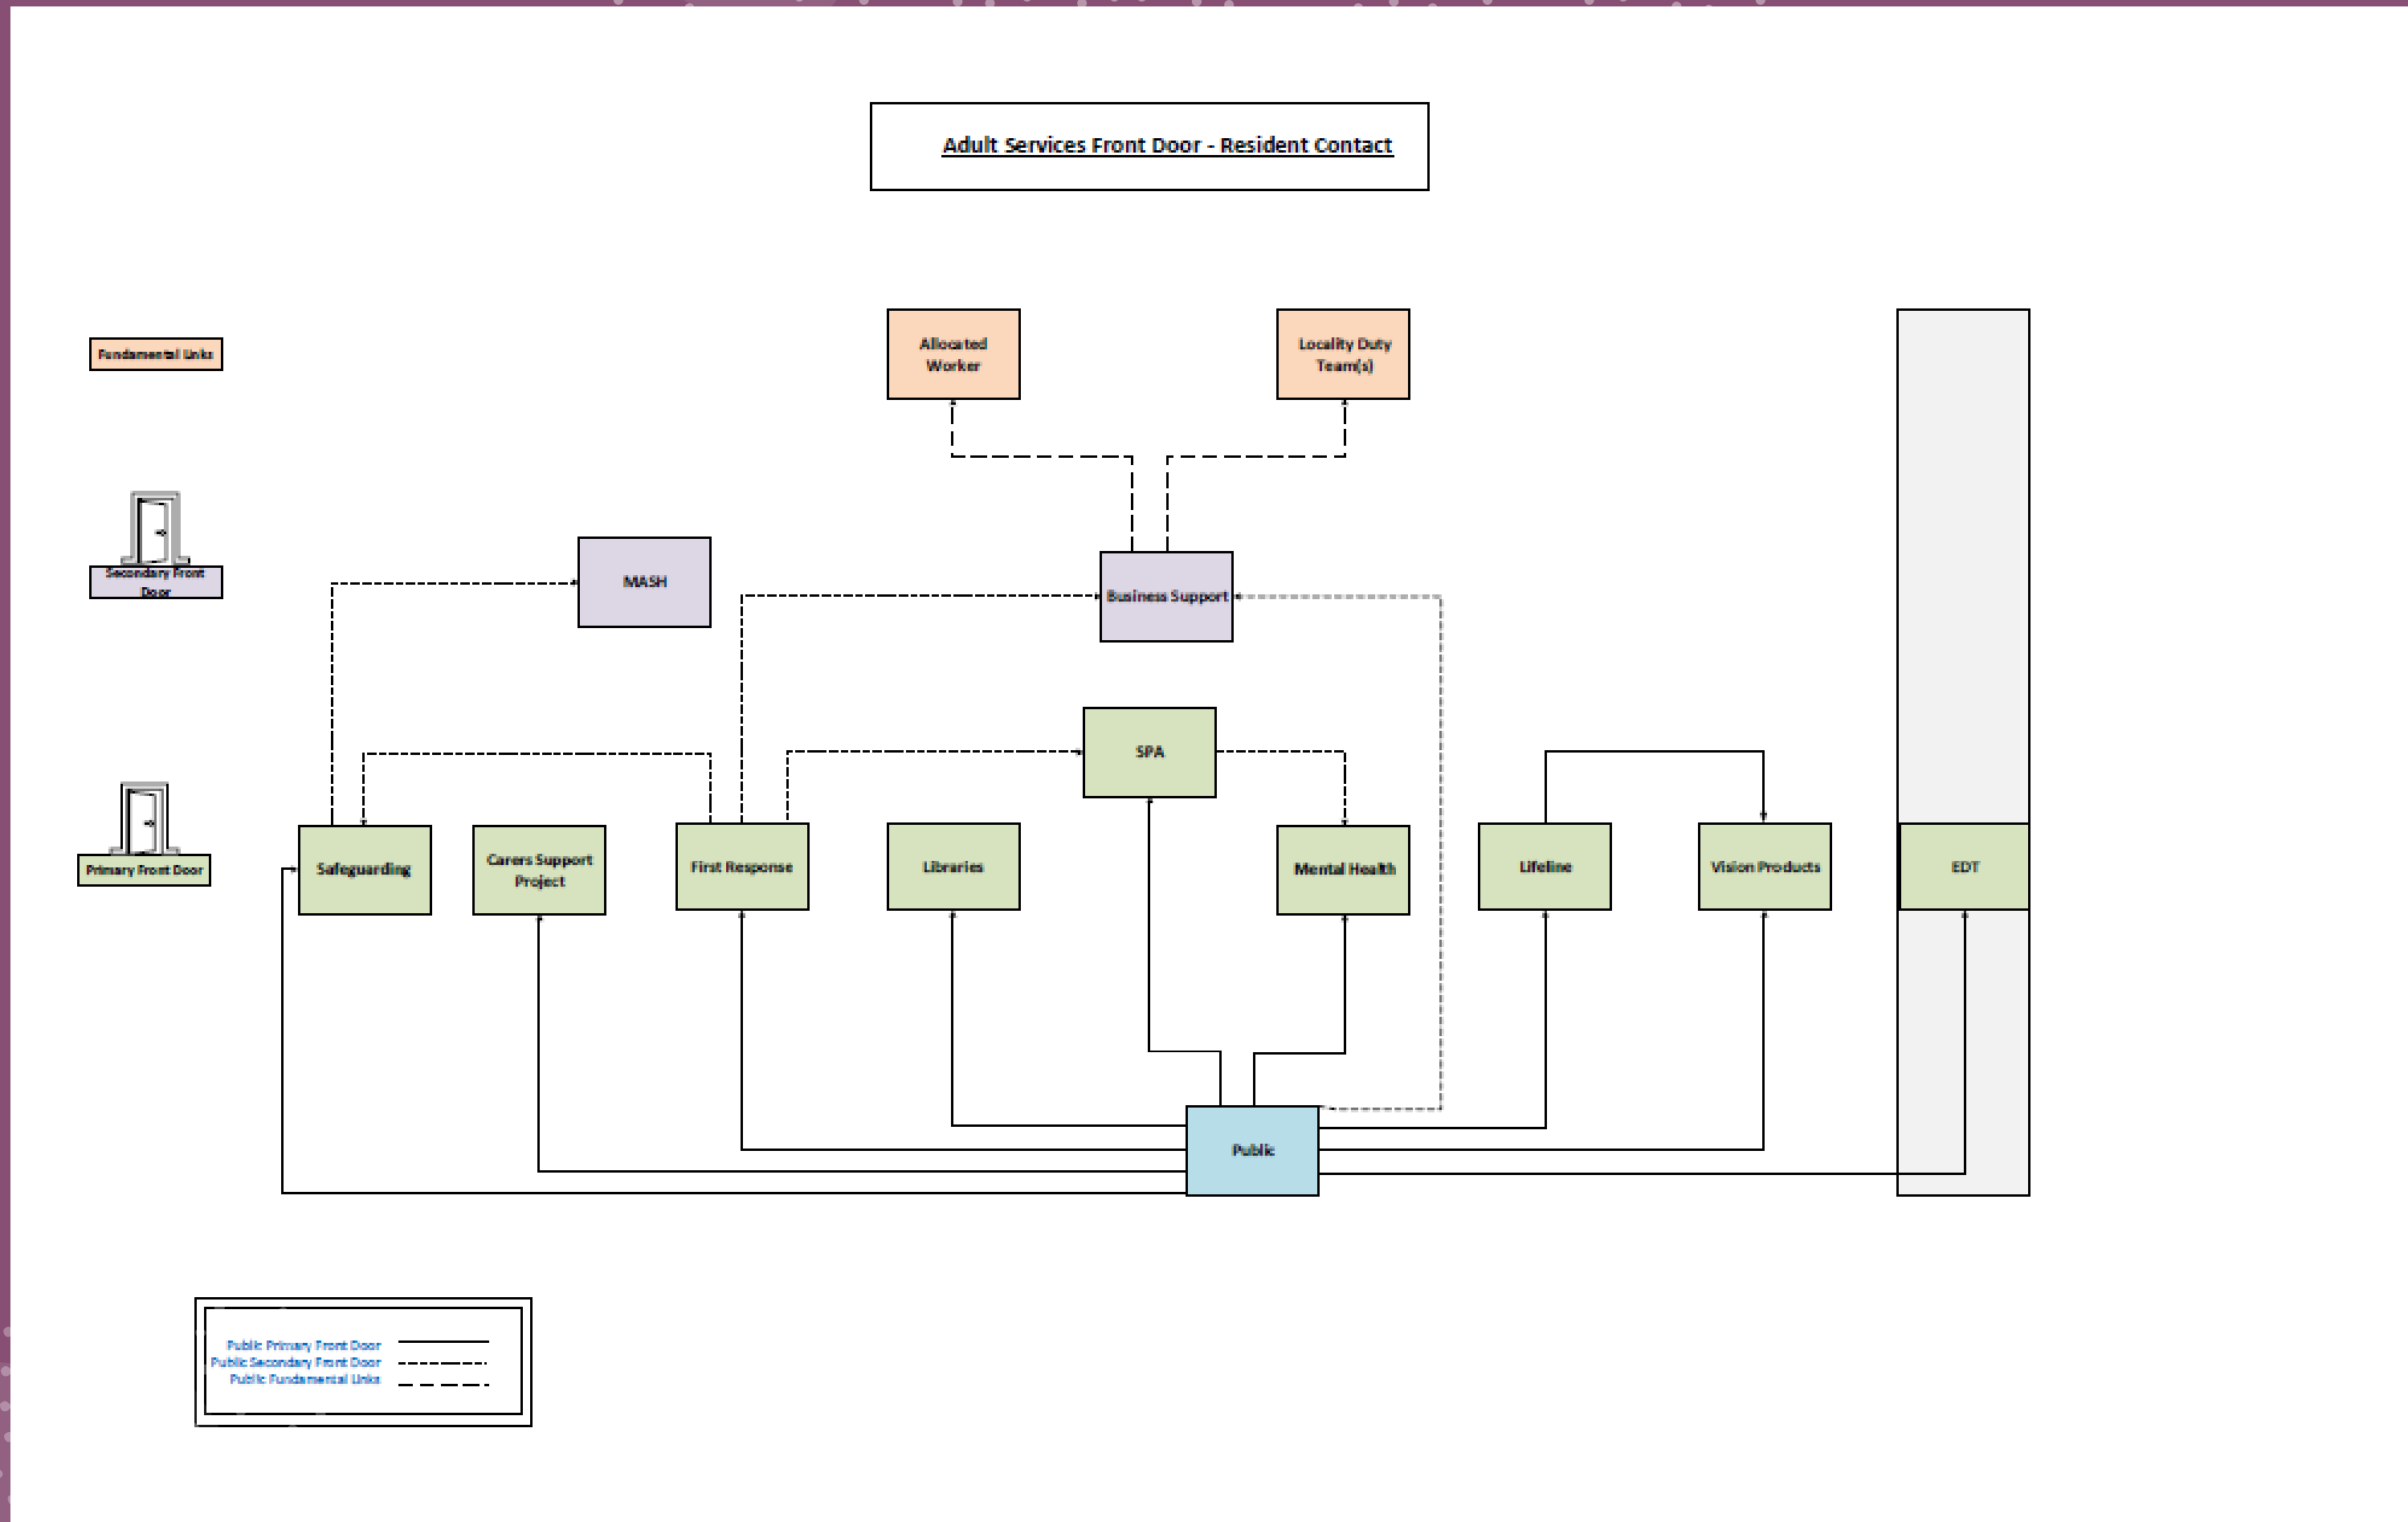 Adult Services Front Door - Resident Contact
Fundamental Links
Allocated
Worker
Locality Duty
Team(s)
Secondary Front
Door
MASH
Business Support
SPA
Primary Front Door
Safeguarding
Carers Support
Project
First Response
Libraries
Mental Health
Lifeline
Vision Products
EDT
Public
Public Primary Front Door
Public Secondary Front Door
Public Fundamental Links